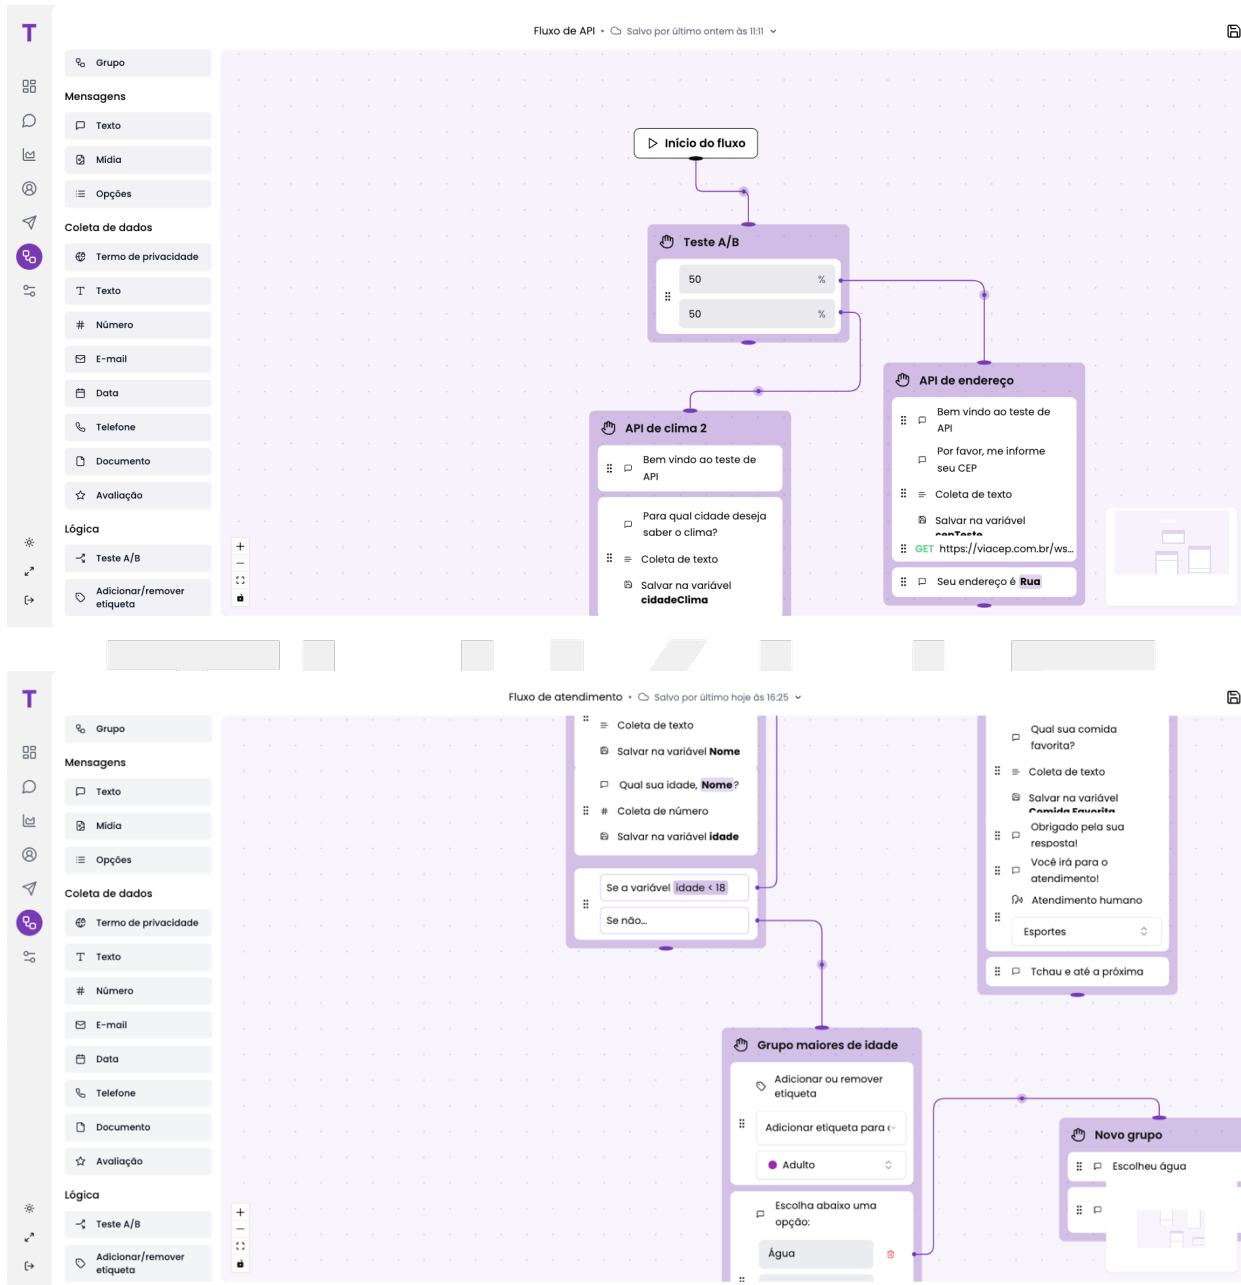 T
Fluxo de API • Salvo por último ontem às 11:11
Grupo
Mensagens
Texto
Mídia
Opções
Coleta de dados
Termo de privacidade
Texto
Número
E-mail
Data
Telefone
Documento
Avaliação
Lógica
Teste A/B
Adicionar/remover
etiqueta
Início do fluxo
Teste A/B
50 %
50 %
API de clima 2
Bem vindo ao teste de
API
Para qual cidade deseja
saber o clima?
Coleta de texto
Salvar na variável
cidadeClima
API de endereço
Bem vindo ao teste de
API
Por favor, me informe
seu CEP
Coleta de texto
Salvar na variável
cepTeste
GET https://viacep.com.br/ws...
Seu endereço é Rua
T
Fluxo de atendimento • Salvo por último hoje às 16:25
Grupo
Mensagens
Texto
Mídia
Opções
Coleta de dados
Termo de privacidade
Texto
Número
E-mail
Data
Telefone
Documento
Avaliação
Lógica
Teste A/B
Adicionar/remover
etiqueta
Coleta de texto
Salvar na variável Nome
Qual sua idade, Nome?
Coleta de número
Salvar na variável idade
Se a variável idade < 18
Se não...
Qual sua comida
favorita?
Coleta de texto
Salvar na variável
Comida Favorita
Obrigado pela sua
resposta!
Você irá para o
atendimento!
Atendimento humano
Esportes
Tchau e até a próxima
Grupo maiores de idade
Adicionar ou remover
etiqueta
Adicionar etiqueta para
Adulto
Escolha abaixo uma
opção:
Água
Novo grupo
Escolheu água